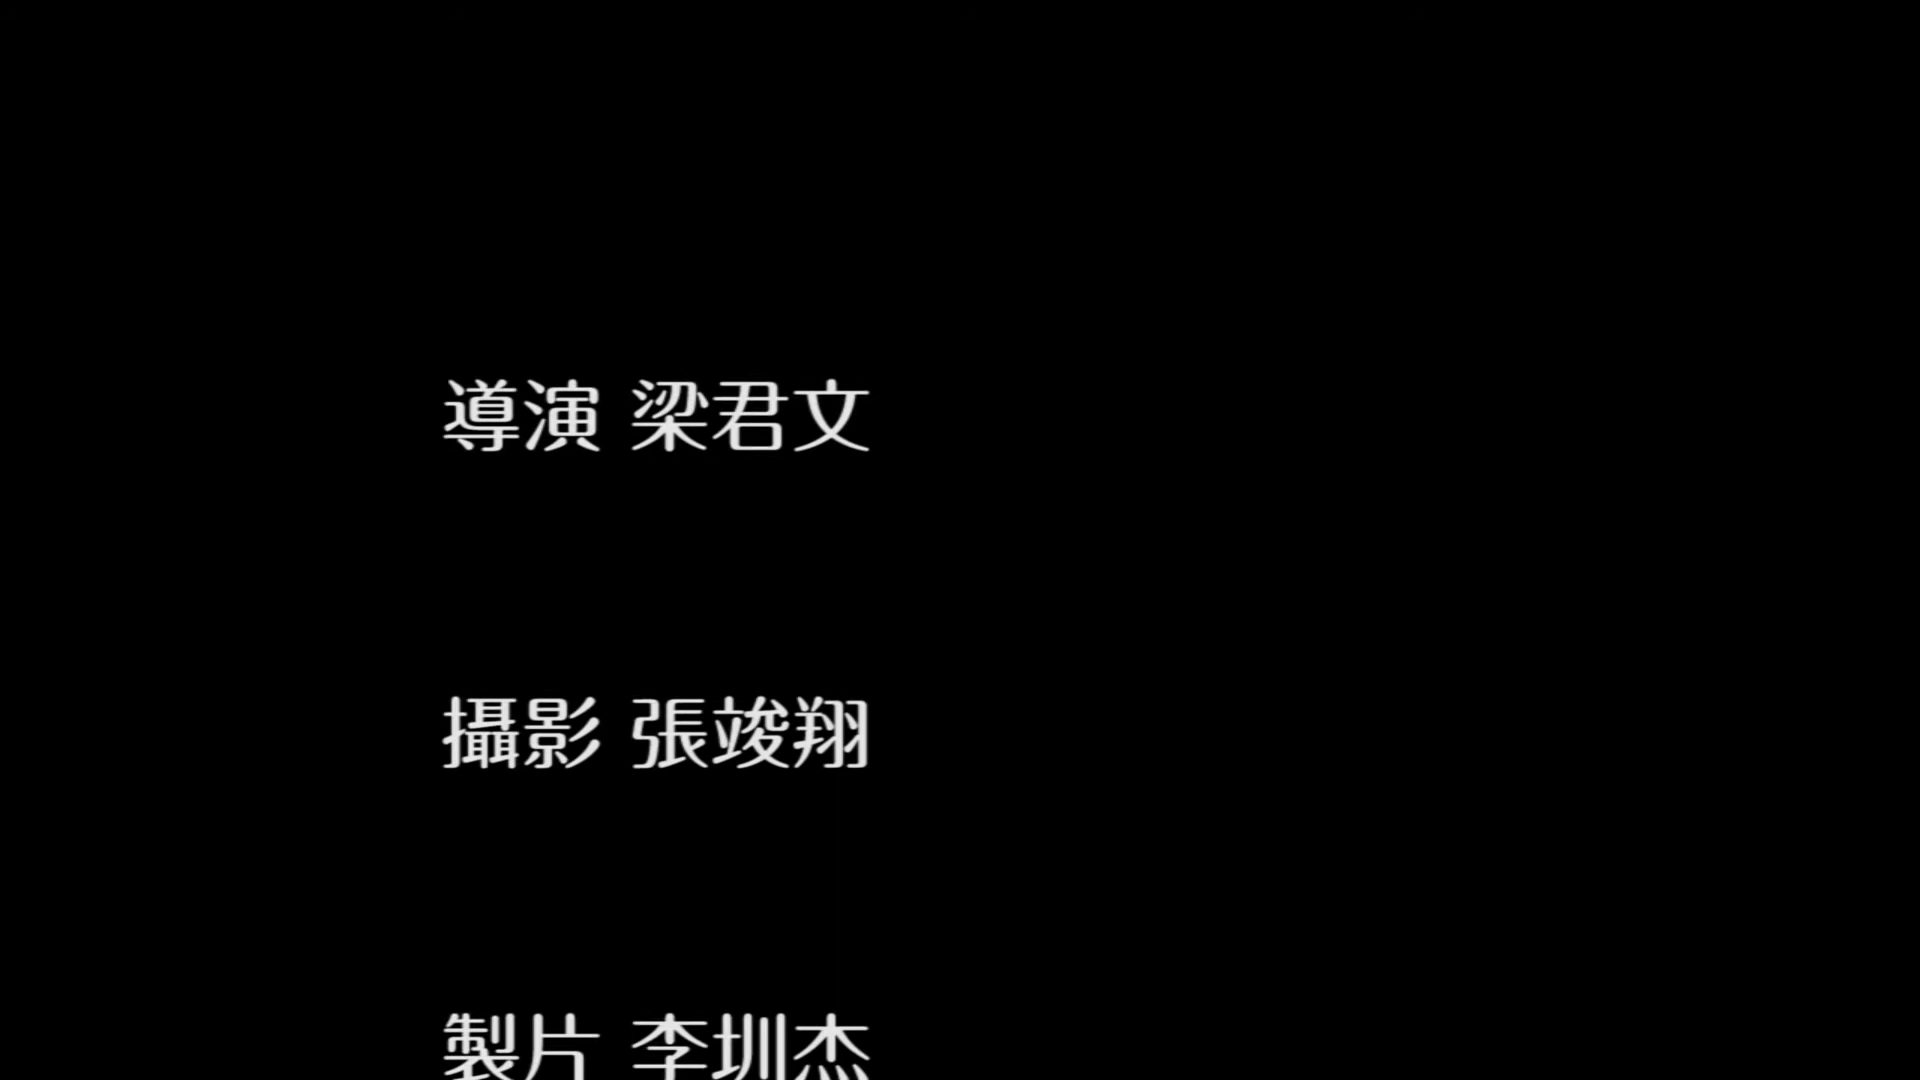 導演 梁君文
攝影 張竣翔
製片 李圳杰